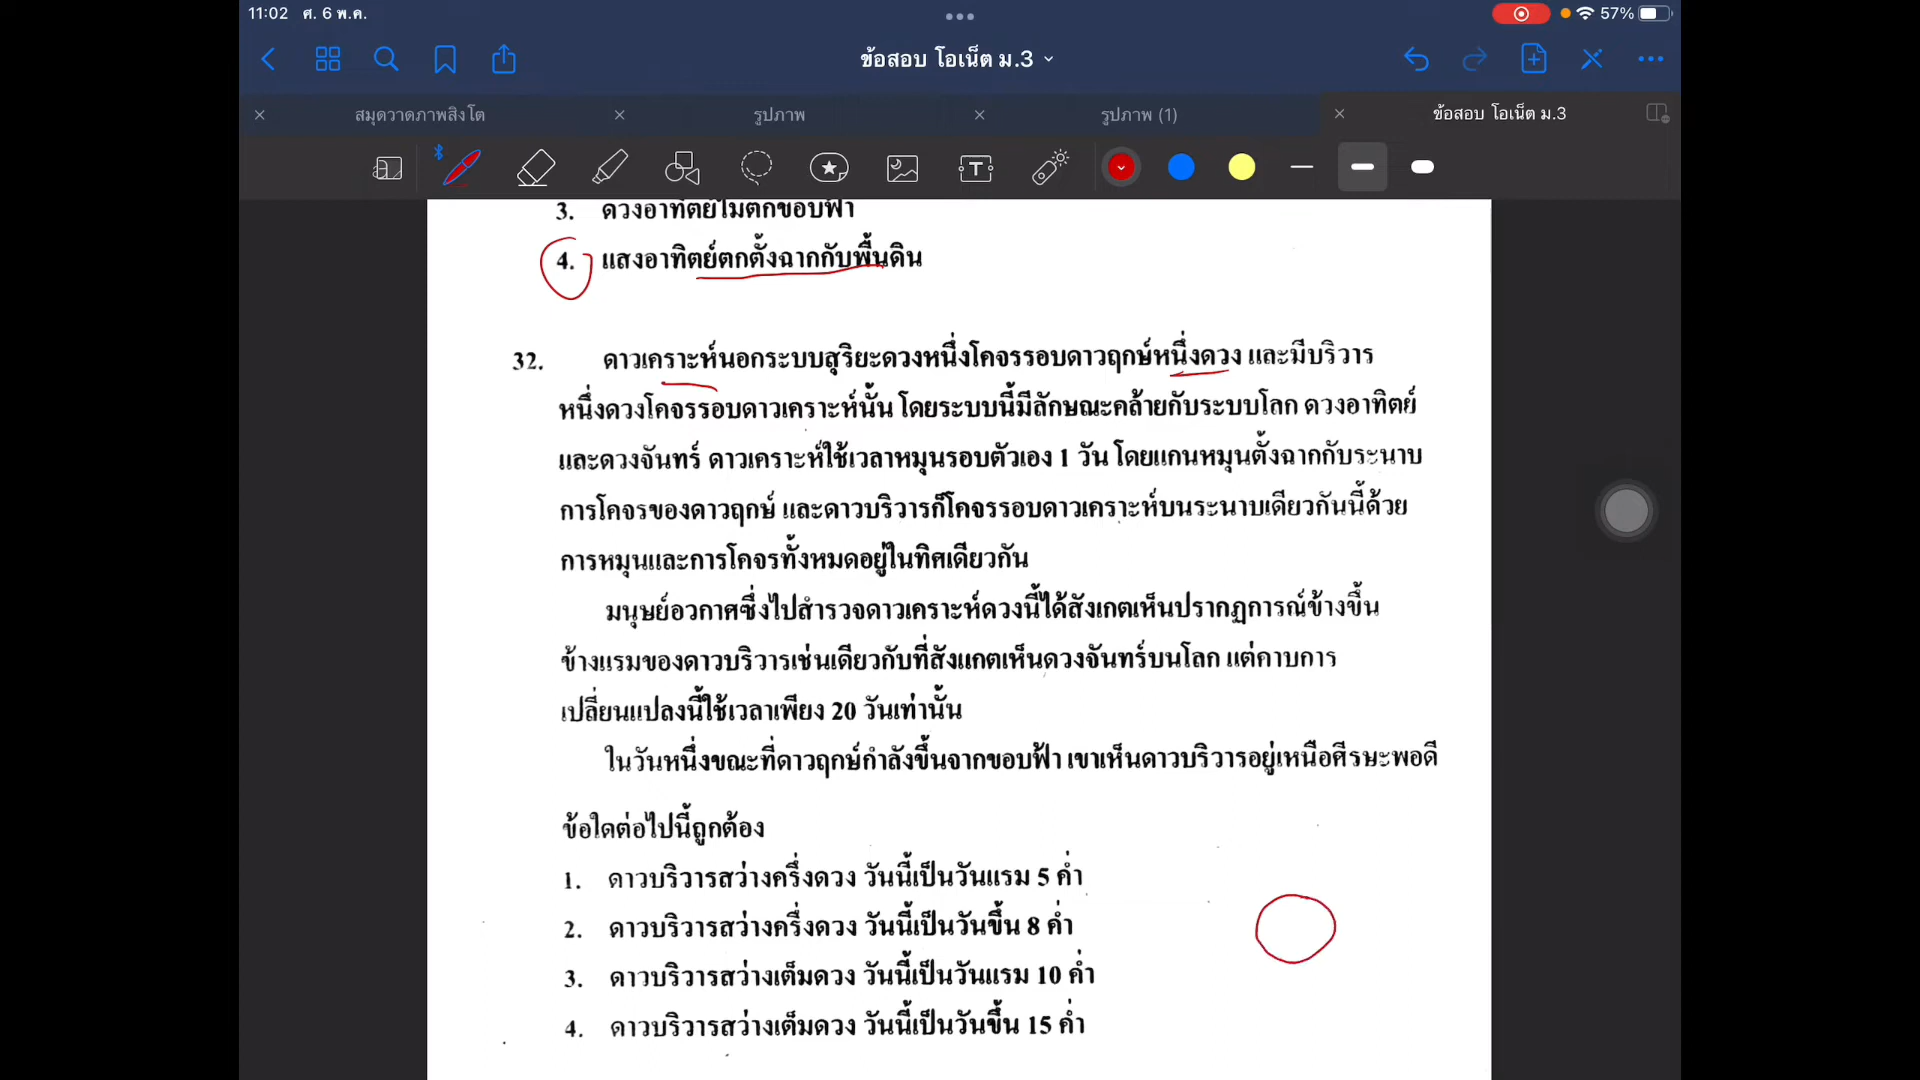 11:02 ศ. 6 พ.ค.
57%
ข้อสอบ โอเน็ต ม.3
สมุดวาดภาพสิงโต
รูปภาพ
รูปภาพ (1)
ข้อสอบ โอเน็ต ม.3
3. ดวงอาทิตย์ไม่ตกขอบฟ้า
4. แสงอาทิตย์ตกตั้งฉากกับพื้นดิน
32. ดาวเคราะห์นอกระบบสุริยะดวงหนึ่งโคจรรอบดาวฤกษ์หนึ่งดวง และมีบริวาร
หนึ่งดวงโคจรรอบดาวเคราะห์นั้น โดยระบบนี้มีลักษณะคล้ายกับระบบโลก ดวงอาทิตย์
และดวงจันทร์ ดาวเคราะห์ใช้เวลาหมุนรอบตัวเอง 1 วัน โดยแกนหมุนตั้งฉากกับระนาบ
การโคจรของดาวฤกษ์ และดาวบริวารก็โคจรรอบดาวเคราะห์บนระนาบเดียวกันนี้ด้วย
การหมุนและการโคจรทั้งหมดอยู่ในทิศเดียวกัน
มนุษย์อวกาศซึ่งไปสำรวจดาวเคราะห์ดวงนี้ได้สังเกตเห็นปรากฏการณ์ข้างขึ้น
ข้างแรมของดาวบริวารเช่นเดียวกับที่สังเกตเห็นดวงจันทร์บนโลก แต่คาบการ
เปลี่ยนแปลงนี้ใช้เวลาเพียง 20 วันเท่านั้น
ในวันหนึ่งขณะที่ดาวฤกษ์กำลังขึ้นจากขอบฟ้า เขาเห็นดาวบริวารอยู่เหนือศีรษะพอดี
ข้อใดต่อไปนี้ถูกต้อง
1. ดาวบริวารสว่างครึ่งดวง วันนี้เป็นวันแรม 5 ค่ำ
2. ดาวบริวารสว่างครึ่งดวง วันนี้เป็นวันขึ้น 8 ค่ำ
3. ดาวบริวารสว่างเต็มดวง วันนี้เป็นวันแรม 10 ค่ำ
4. ดาวบริวารสว่างเต็มดวง วันนี้เป็นวันขึ้น 15 ค่ำ